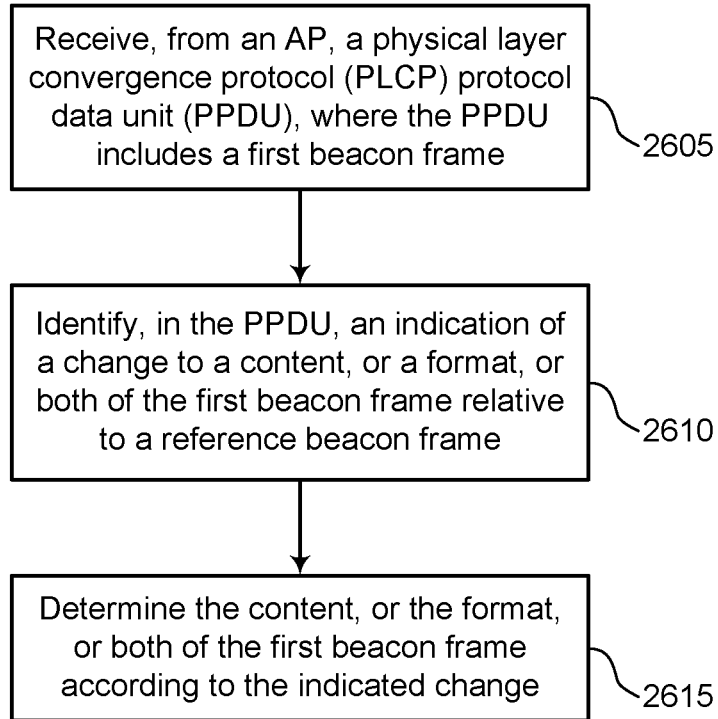 Receive, from an AP, a physical layer
convergence protocol (PLCP) protocol
data unit (PPDU), where the PPDU
includes a first beacon frame
2605
Identify, in the PPDU, an indication of
a change to a content, or a format, or
both of the first beacon frame relative
to a reference beacon frame
2610
Determine the content, or the format,
or both of the first beacon frame
according to the indicated change
2615